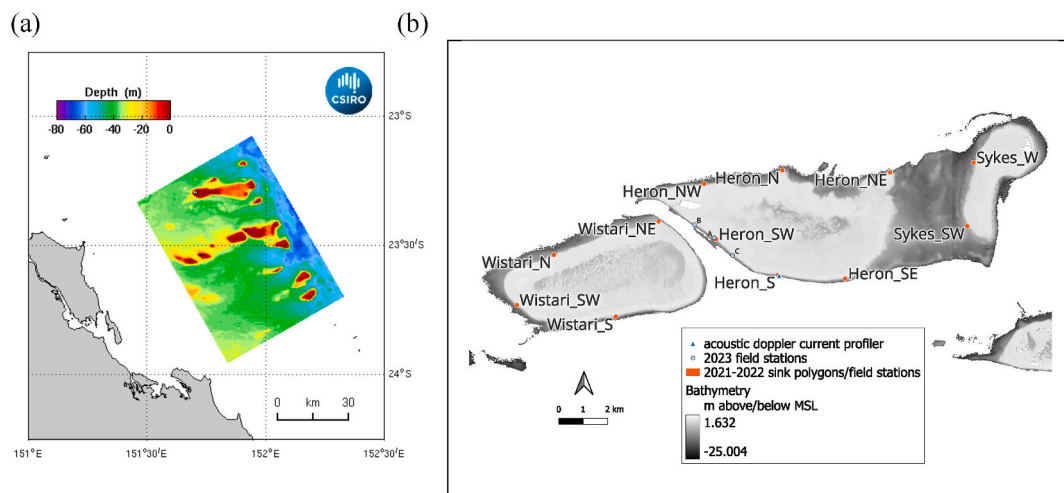 (a)
Depth (m)
-80 -60 -40 -20 0
CSIRO
23°S
23°30'S
24°S
0 30
km
151°E 151°30'E 152°E 152°30'E
(b)
Sykes_W
Heron_N
Heron_NE
Heron_NW
Wistari_NE
B
A
Heron_SW
C
Sykes_SW
Wistari_N
Heron_S
Heron_SE
Wistari_SW
Wistari_S
0 1 2 km
acoustic doppler current profiler
2023 field stations
2021-2022 sink polygons/field stations
Bathymetry
m above/below MSL
1.632
-25.004